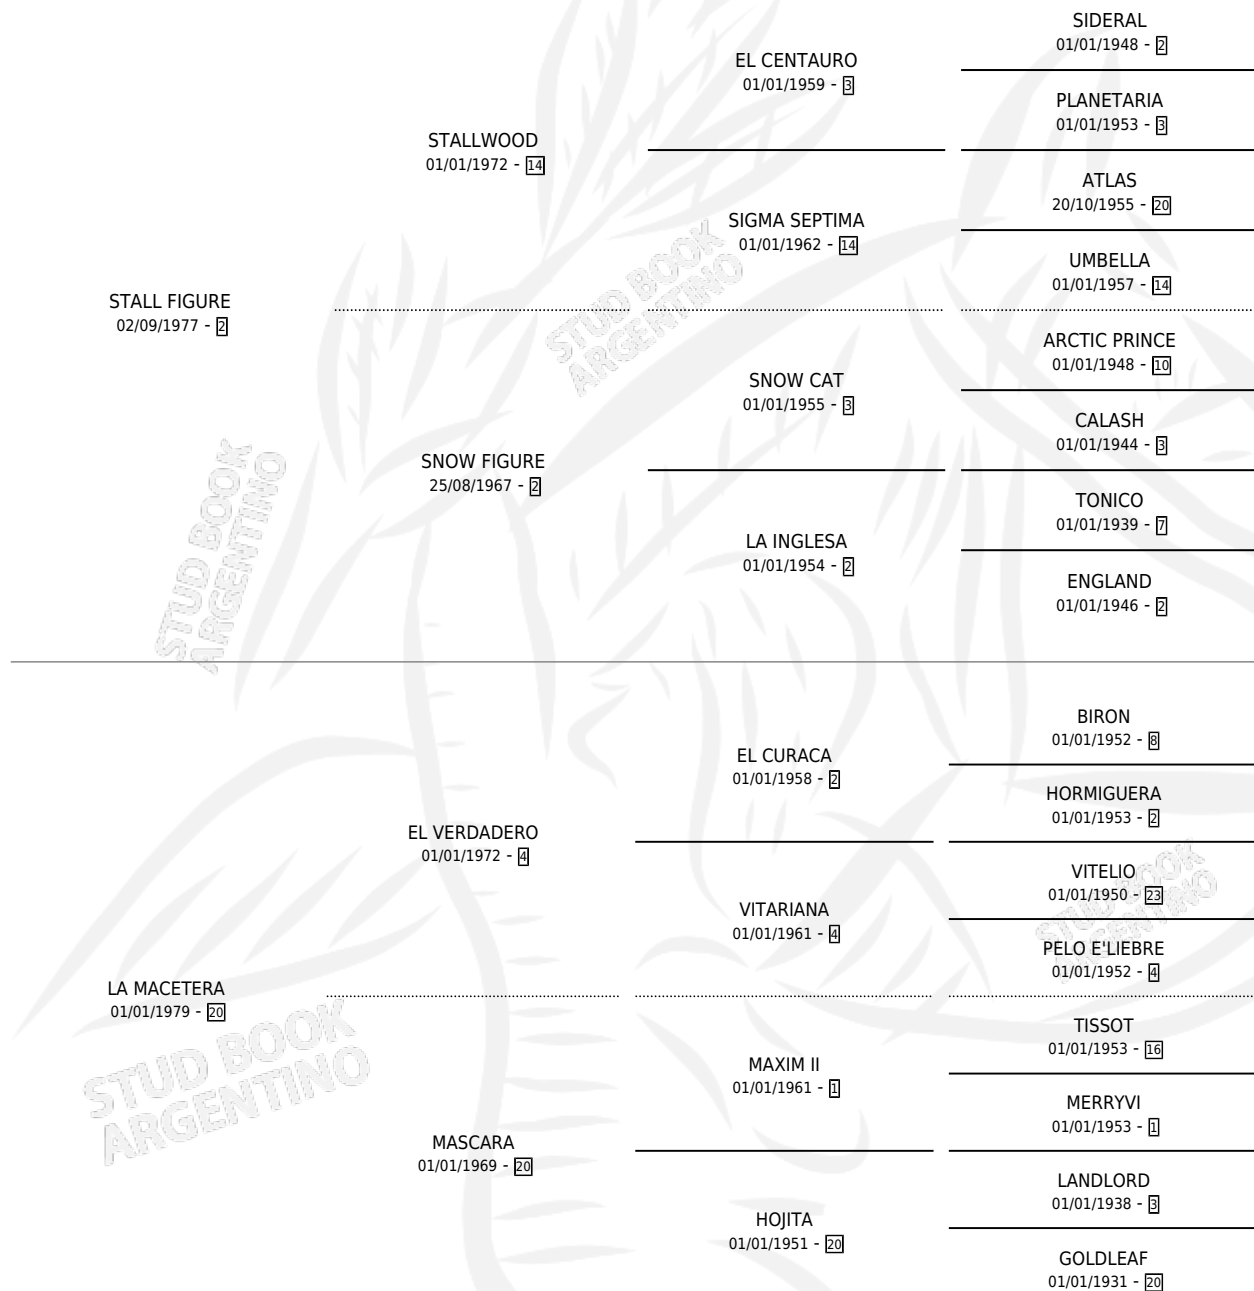 SIDERAL
01/01/1948 - 2
EL CENTAURO
01/01/1959 - 3
PLANETARIA
01/01/1953 - 3
STALLWOOD
01/01/1972 - 14
ATLAS
20/10/1955 - 20
SIGMA SEPTIMA
01/01/1962 - 14
UMBELLA
01/01/1957 - 14
STALL FIGURE
02/09/1977 - 2
STUD BOOK
ARGENTINO
ARCTIC PRINCE
01/01/1948 - 10
SNOW CAT
01/01/1955 - 3
CALASH
01/01/1944 - 3
SNOW FIGURE
25/08/1967 - 2
TONICO
01/01/1939 - 7
LA INGLESA
01/01/1954 - 2
ENGLAND
01/01/1946 - 2
STUD BOOK
ARGENTINO
BIRON
01/01/1952 - 8
EL CURACA
01/01/1958 - 2
HORMIGUERA
01/01/1953 - 2
EL VERDADERO
01/01/1972 - 4
VITELIO
01/01/1950 - 23
VITARIANA
01/01/1961 - 4
PELO E'LIEBRE
01/01/1952 - 4
STUD BOOK
ARGENTINO
LA MACETERA
01/01/1979 - 20
TISSOT
01/01/1953 - 16
MAXIM II
01/01/1961 - 1
MERRYVI
01/01/1953 - 1
STUD BOOK
ARGENTINO
MASCARA
01/01/1969 - 20
LANDLORD
01/01/1938 - 3
HOJITA
01/01/1951 - 20
GOLDLEAF
01/01/1931 - 20